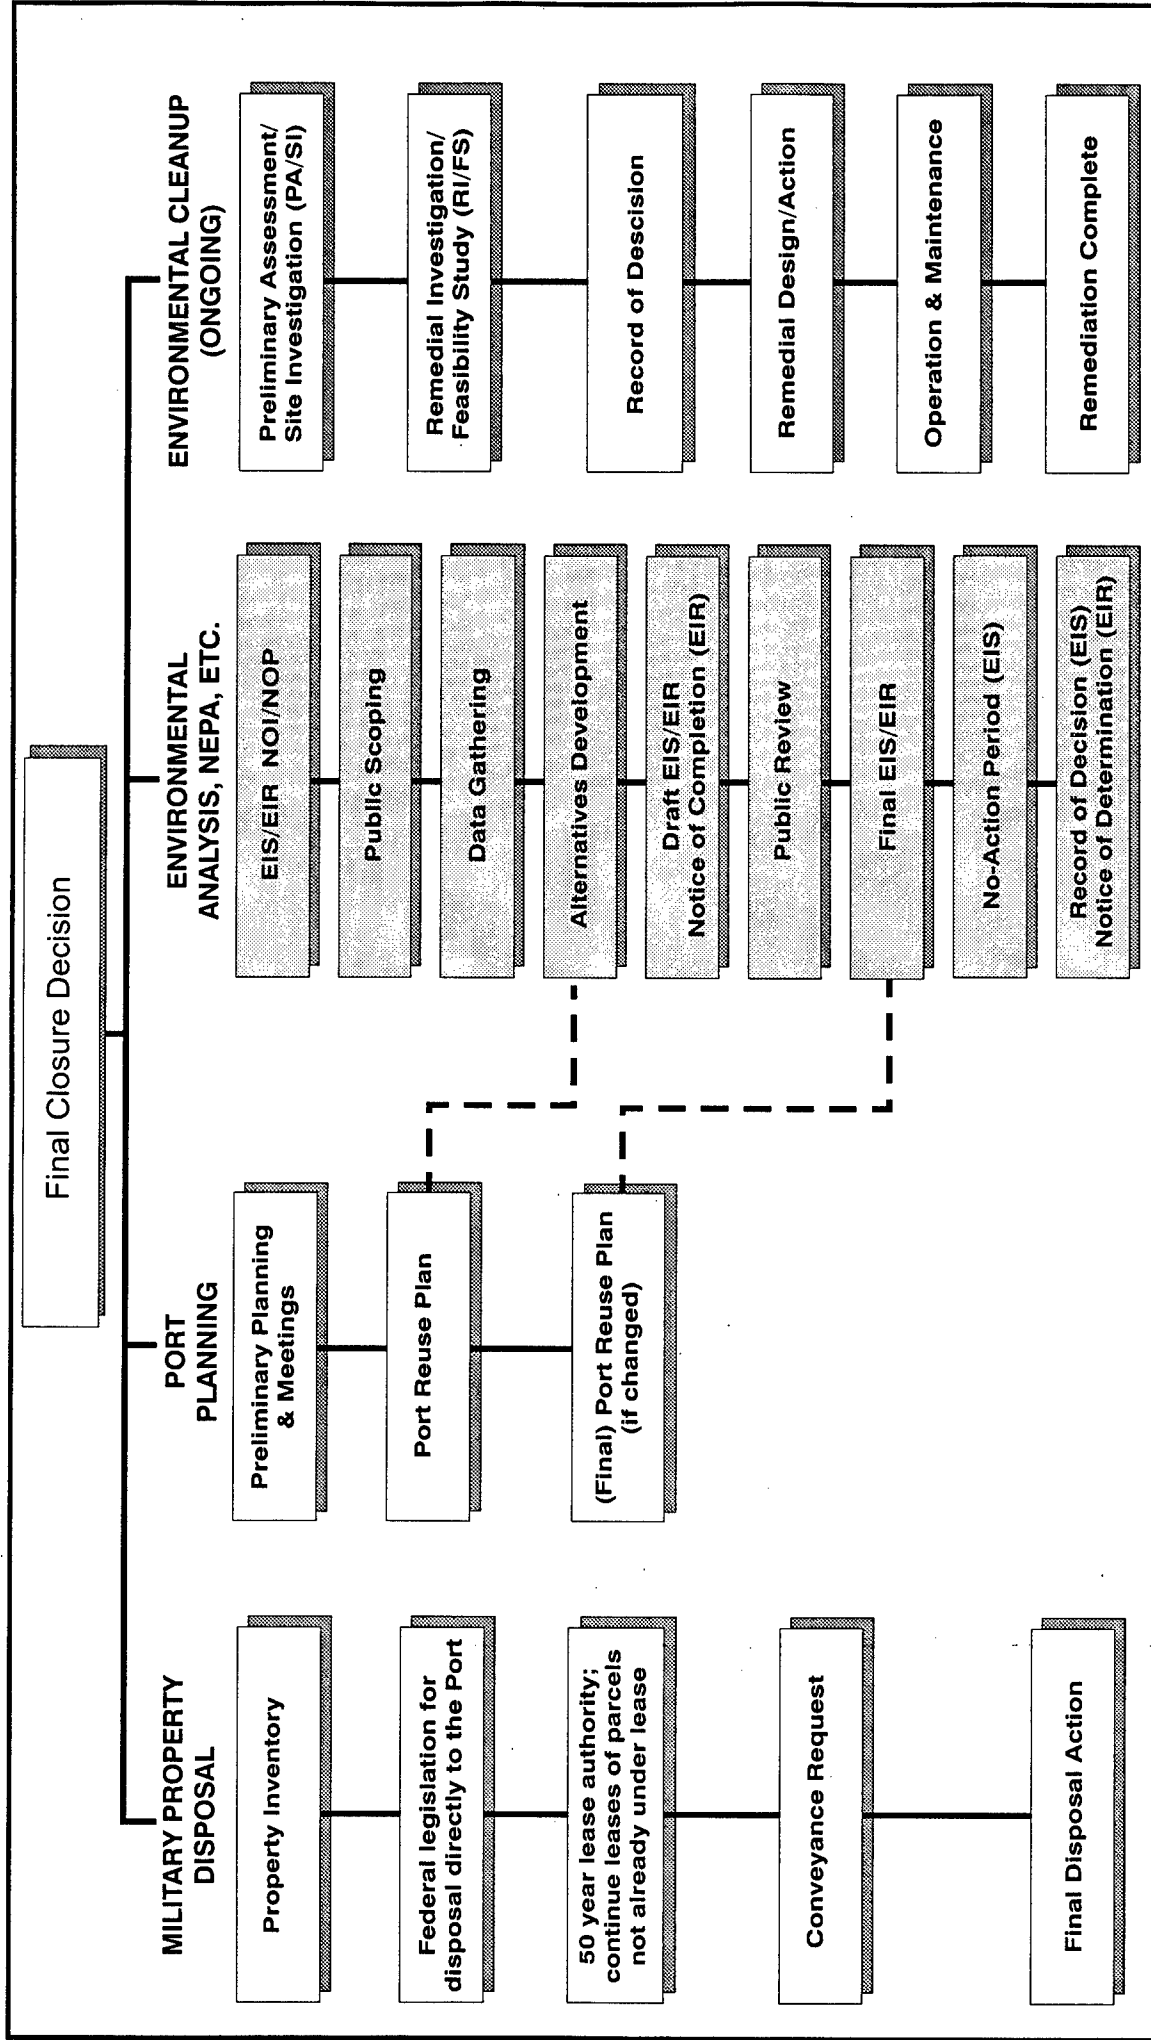 Final Closure Decision
MILITARY PROPERTY
DISPOSAL
Property Inventory
Federal legislation for
disposal directly to the Port
50 year lease authority;
continue leases of parcels
not already under lease
Conveyance Request
Final Disposal Action
PORT
PLANNING
Preliminary Planning
& Meetings
Port Reuse Plan
(Final) Port Reuse Plan
(if changed)
ENVIRONMENTAL
ANALYSIS, NEPA, ETC.
EIS/EIR NOI/NOP
Public Scoping
Data Gathering
Alternatives Development
Draft EIS/EIR
Notice of Completion (EIR)
Public Review
Final EIS/EIR
No-Action Period (EIS)
Record of Decision (EIS)
Notice of Determination (EIR)
ENVIRONMENTAL CLEANUP
(ONGOING)
Preliminary Assessment/
Site Investigation (PA/SI)
Remedial Investigation/
Feasibility Study (RI/FS)
Record of Descision
Remedial Design/Action
Operation & Maintenance
Remediation Complete